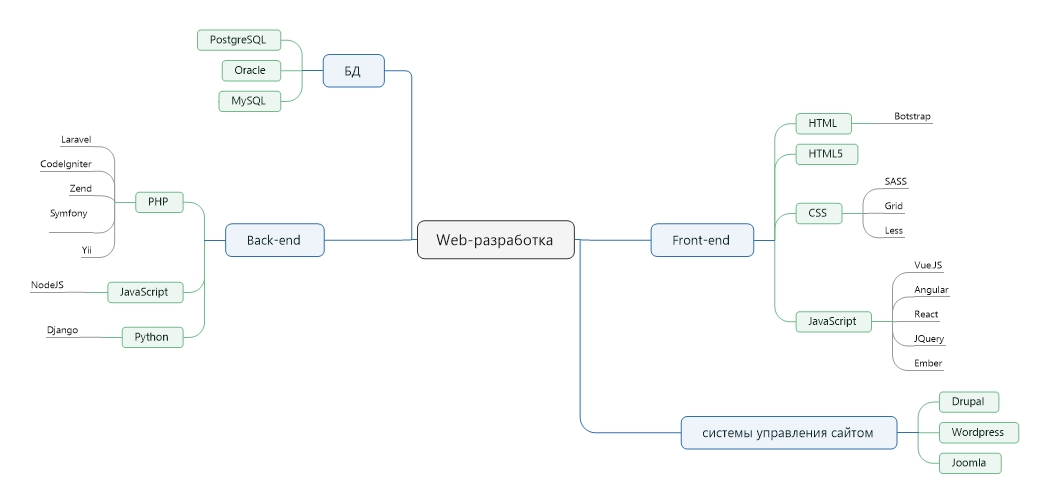 PostgreSQL
Oracle
MySQL
БД
Laravel
CodeIgniter
Zend
Symfony
Yii
PHP
NodeJS
JavaScript
Django
Python
Back-end
Web-разработка
Front-end
HTML
Botstrap
HTML5
CSS
SASS
Grid
Less
JavaScript
VueJS
Angular
React
JQuery
Ember
системы управления сайтом
Drupal
Wordpress
Joomla